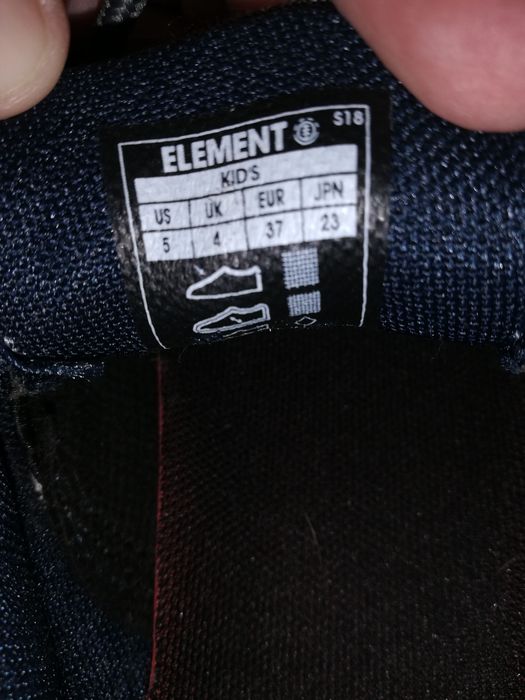 S18
ELEMENT
KID'S
US UK EUR JPN
5 4 37 23